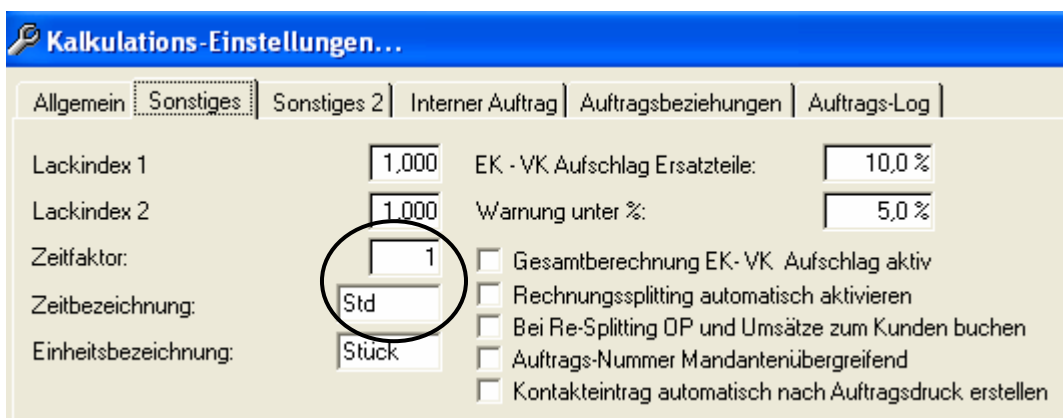 Kalkulations-Einstellungen...
Allgemein Sonstiges Sonstiges 2 Interner Auftrag Auftragsbeziehungen Auftrags-Log
Lackindex 1 1,000 EK - VK Aufschlag Ersatzteile: 10,0 %
Lackindex 2 1,000 Warnung unter %: 5,0 %
Zeitfaktor: 1 Gesamtberechnung EK- VK Aufschlag aktiv
Zeitbezeichnung: Std Rechnungssplitting automatisch aktivieren
Bei Re-Splitting OP und Umsätze zum Kunden buchen
Einheitsbezeichnung: Stück Auftrags-Nummer Mandantenübergreifend
Kontakteintrag automatisch nach Auftragsdruck erstellen